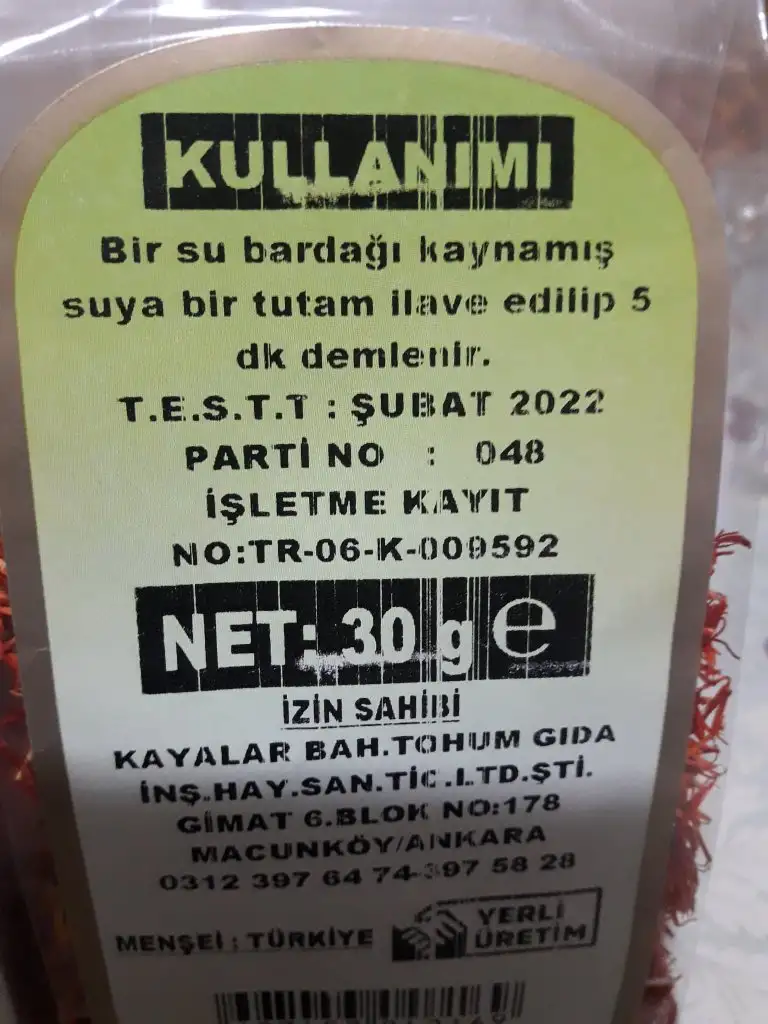 KULLANIMI
Bir su bardağı kaynamış
suya bir tutam ilave edilip 5
dk demlenir.
T.E.S.T.T : ŞUBAT 2022
PARTİ NO : 048
İŞLETME KAYIT
NO:TR-06-K-009592
NET: 30 g e
İZİN SAHİBİ
KAYALAR BAH.TOHUM GIDA
İNŞ.HAY.SAN.TİC.LTD.ŞTİ.
GİMAT 6.BLOK NO:178
MACUNKÖY/ANKARA
0312 397 64 74-397 58 28
MENŞEİ : TÜRKİYE
YERLİ
ÜRETİM